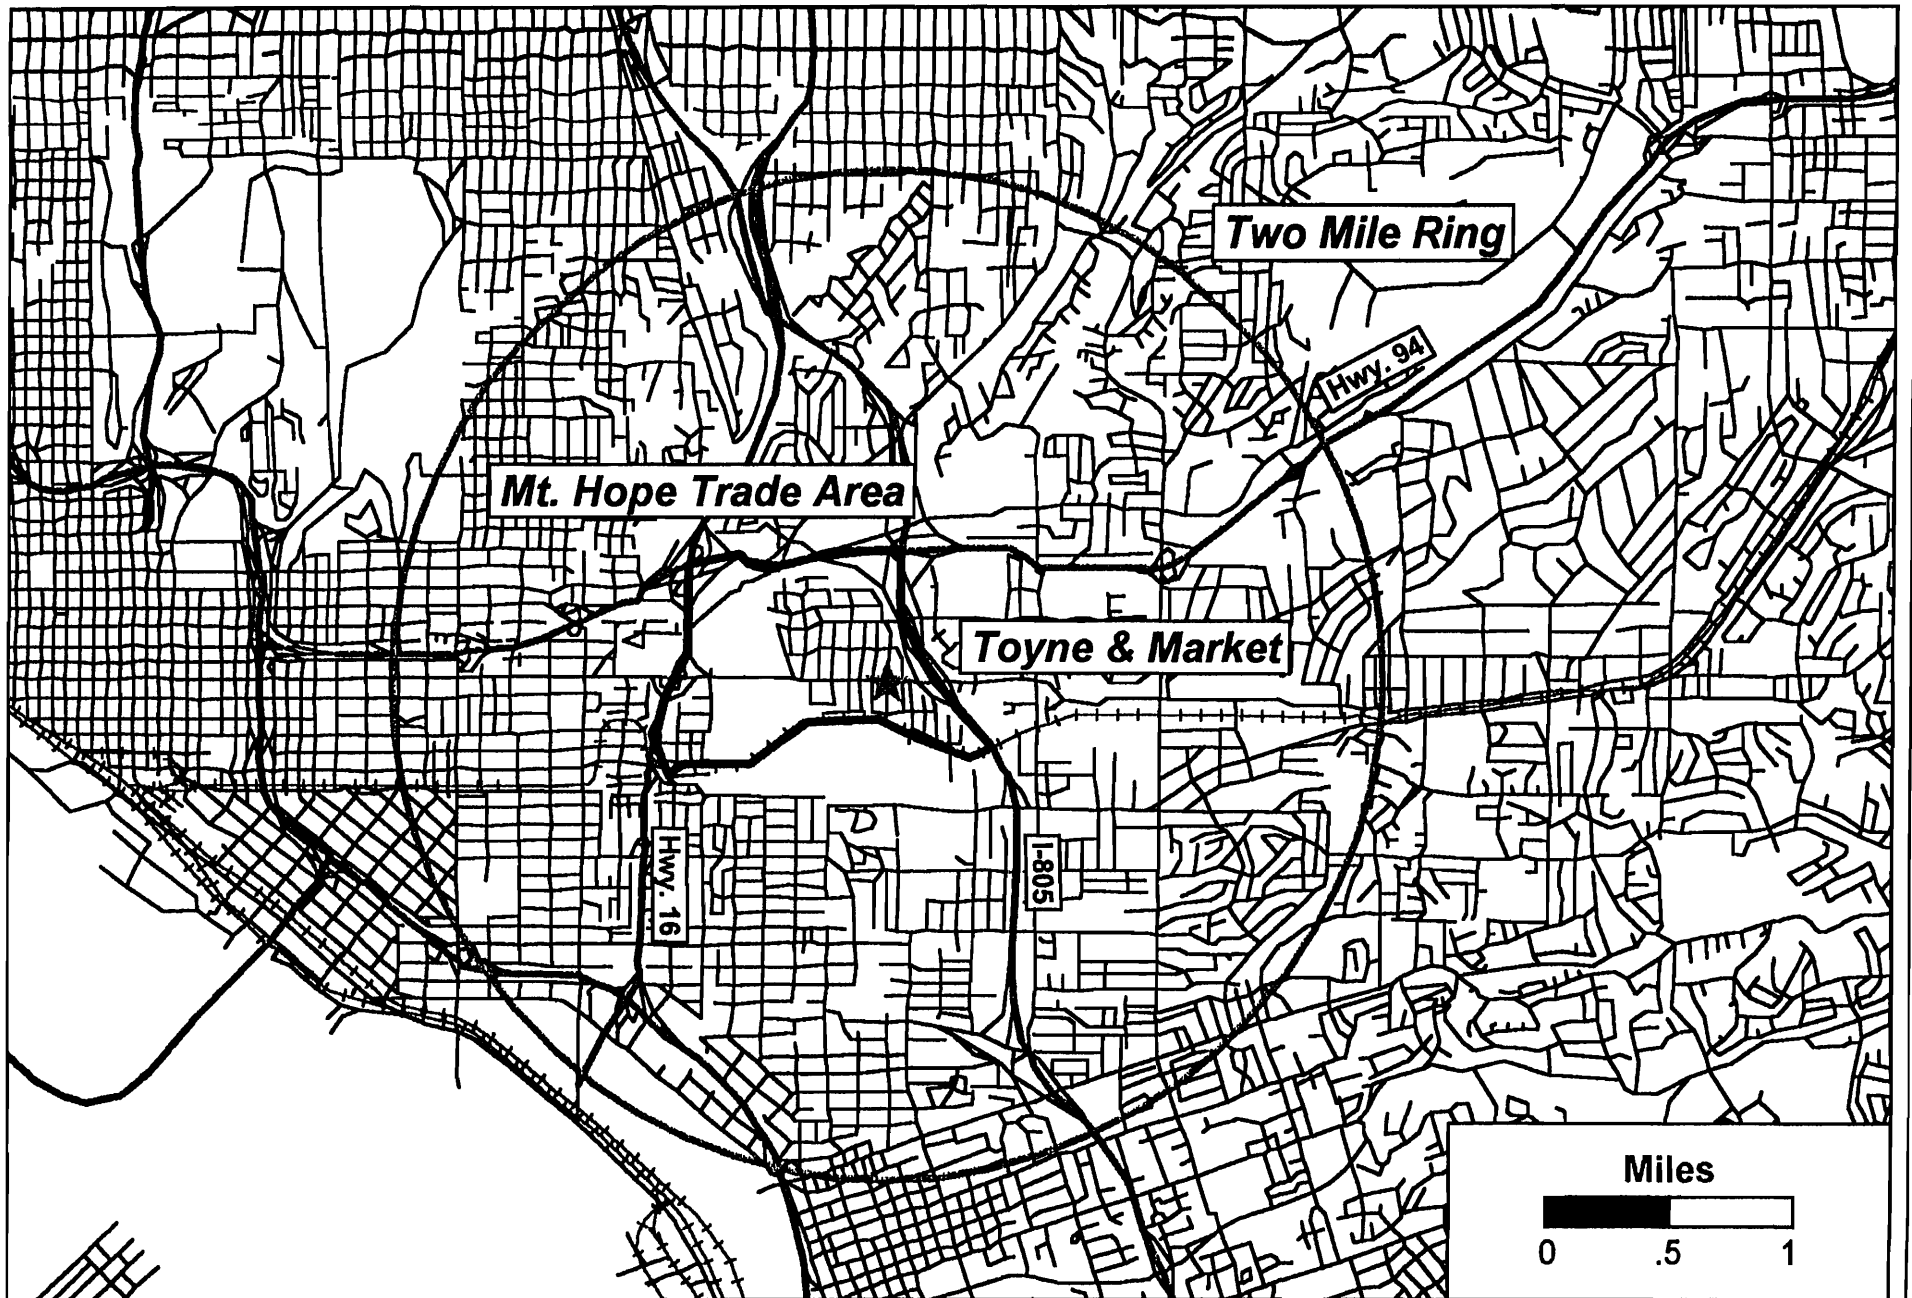 Two Mile Ring
Hwy. 94
Mt. Hope Trade Area
Toyne & Market
Hwy. 16
I-805
Miles
0 .5 1